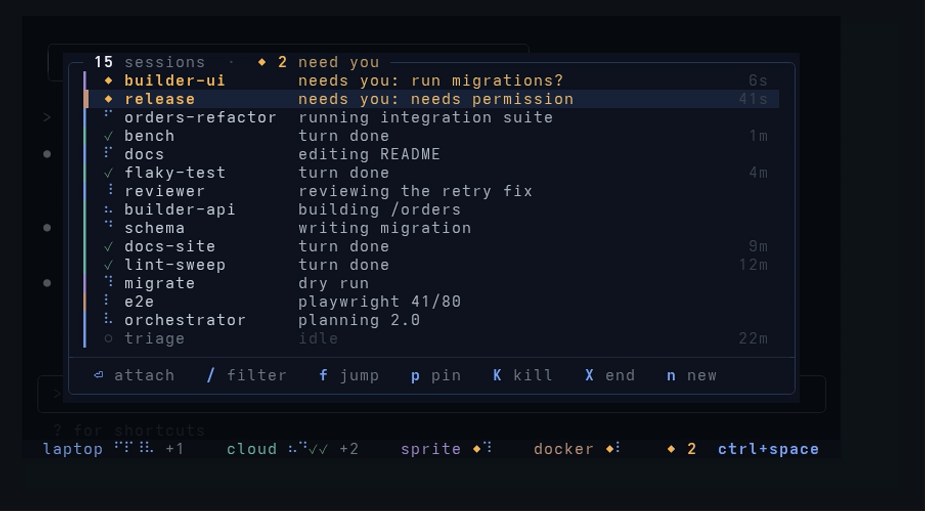 15 sessions · ◆ 2 need you
◆ builder-ui needs you: run migrations? 6s
◆ release needs you: needs permission 41s
orders-refactor running integration suite
✓ bench turn done 1m
docs editing README
✓ flaky-test turn done 4m
reviewer reviewing the retry fix
builder-api building /orders
schema writing migration
✓ docs-site turn done 9m
✓ lint-sweep turn done 12m
migrate dry run
e2e playwright 41/80
orchestrator planning 2.0
○ triage idle 22m
⏎ attach / filter f jump p pin K kill X end n new
? for shortcuts
laptop +1 cloud ✓✓ +2 sprite ◆ docker ◆ ◆ 2 ctrl+space